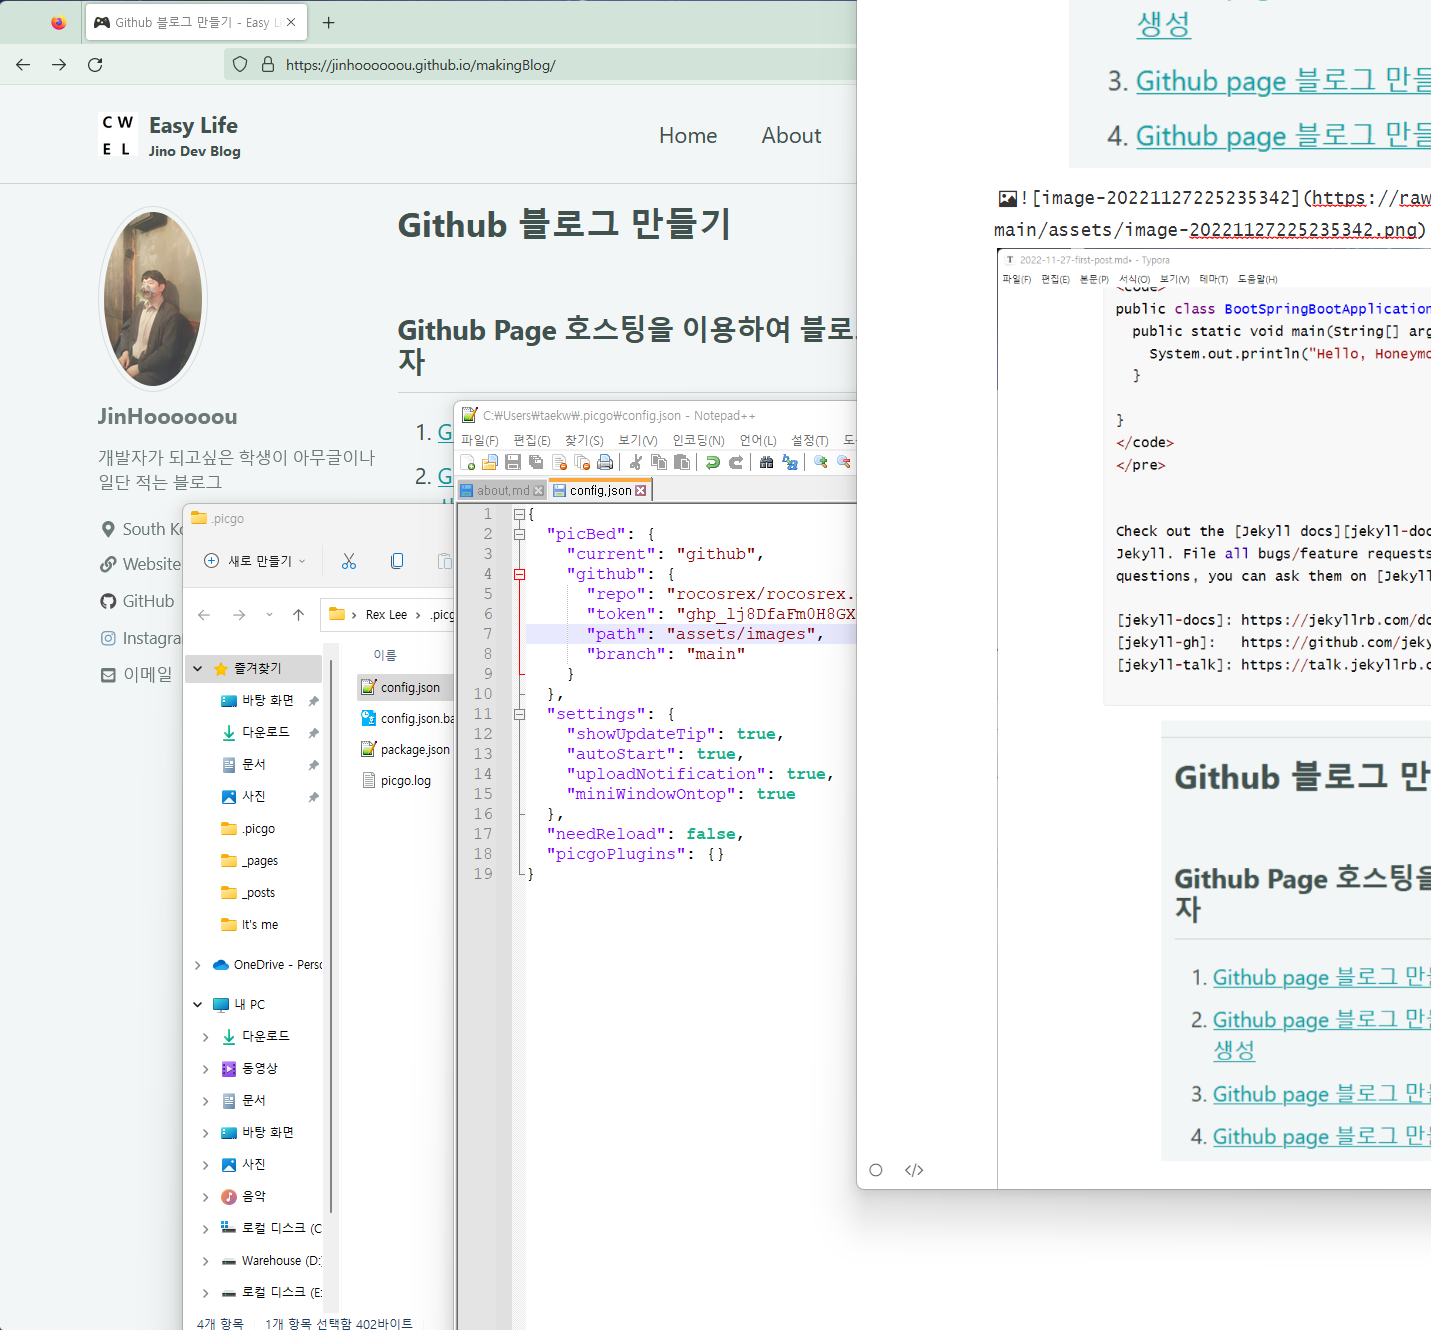 Github 블로그 만들기 - Easy Li
https://jinhoooooou.github.io/makingBlog/
C W
E L
Easy Life
Jino Dev Blog
Home
About
Github 블로그 만들기
Github Page 호스팅을 이용하여 블로
자
1. G
2. G
JinHoooooou
개발자가 되고싶은 학생이 아무글이나
일단 적는 블로그
South Ko
Website
GitHub
Instagra
이메일
.picgo
새로 만들기
Rex Lee
.picg
이름
config.json
config.json.ba
package.json
picgo.log
즐겨찾기
바탕 화면
다운로드
문서
사진
.picgo
_pages
_posts
It's me
OneDrive - Perso
내 PC
다운로드
동영상
문서
바탕 화면
사진
음악
로컬 디스크 (C
Warehouse (D:)
로컬 디스크 (E:
4개 항목
1개 항목 선택함 402바이트
C:₩Users₩taekw₩.picgo₩config.json - Notepad++
파일(F) 편집(E) 찾기(S) 보기(V) 인코딩(N) 언어(L) 설정(T) 도
about.md
config.json
1 {
2 "picBed": {
3 "current": "github",
4 "github": {
5 "repo": "rocosrex/rocosrex.
6 "token": "ghp_lj8DfaFm0H8GX
7 "path": "assets/images",
8 "branch": "main"
9 }
10 },
11 "settings": {
12 "showUpdateTip": true,
13 "autoStart": true,
14 "uploadNotification": true,
15 "miniWindowOntop": true
16 },
17 "needReload": false,
18 "picgoPlugins": {}
19 }
생성
3. Github page 블로그 만들
4. Github page 블로그 만들
![image-20221127225235342](https://raw
main/assets/image-20221127225235342.png)
2022-11-27-first-post.md• - Typora
파일(F) 편집(E) 본문(P) 서식(O) 보기(V) 테마(T) 도움말(H)
<code>
public class BootSpringBootApplication
public static void main(String[] arg
System.out.println("Hello, Honeymo
}
}
</code>
</pre>
Check out the [Jekyll docs][jekyll-doc
Jekyll. File all bugs/feature requests
questions, you can ask them on [Jekyll
[jekyll-docs]: https://jekyllrb.com/do
[jekyll-gh]: https://github.com/jeky
[jekyll-talk]: https://talk.jekyllrb.c
Github 블로그 만
Github Page 호스팅을
자
1. Github page 블로그 만들
2. Github page 블로그 만들
생성
3. Github page 블로그 만들
4. Github page 블로그 만들